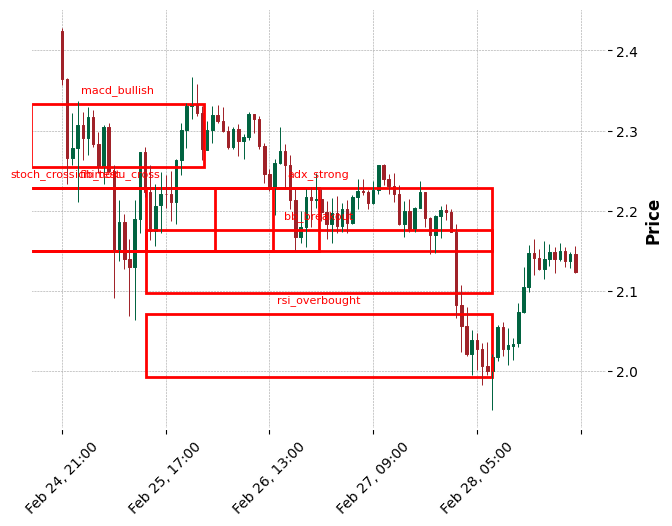 2.4
macd_bullish
2.3
adx_strong
2.2
bb_breakout
Price
2.1
rsi_overbought
2.0
Feb 24, 21:00
Feb 25, 17:00
Feb 26, 13:00
Feb 27, 09:00
Feb 28, 05:00